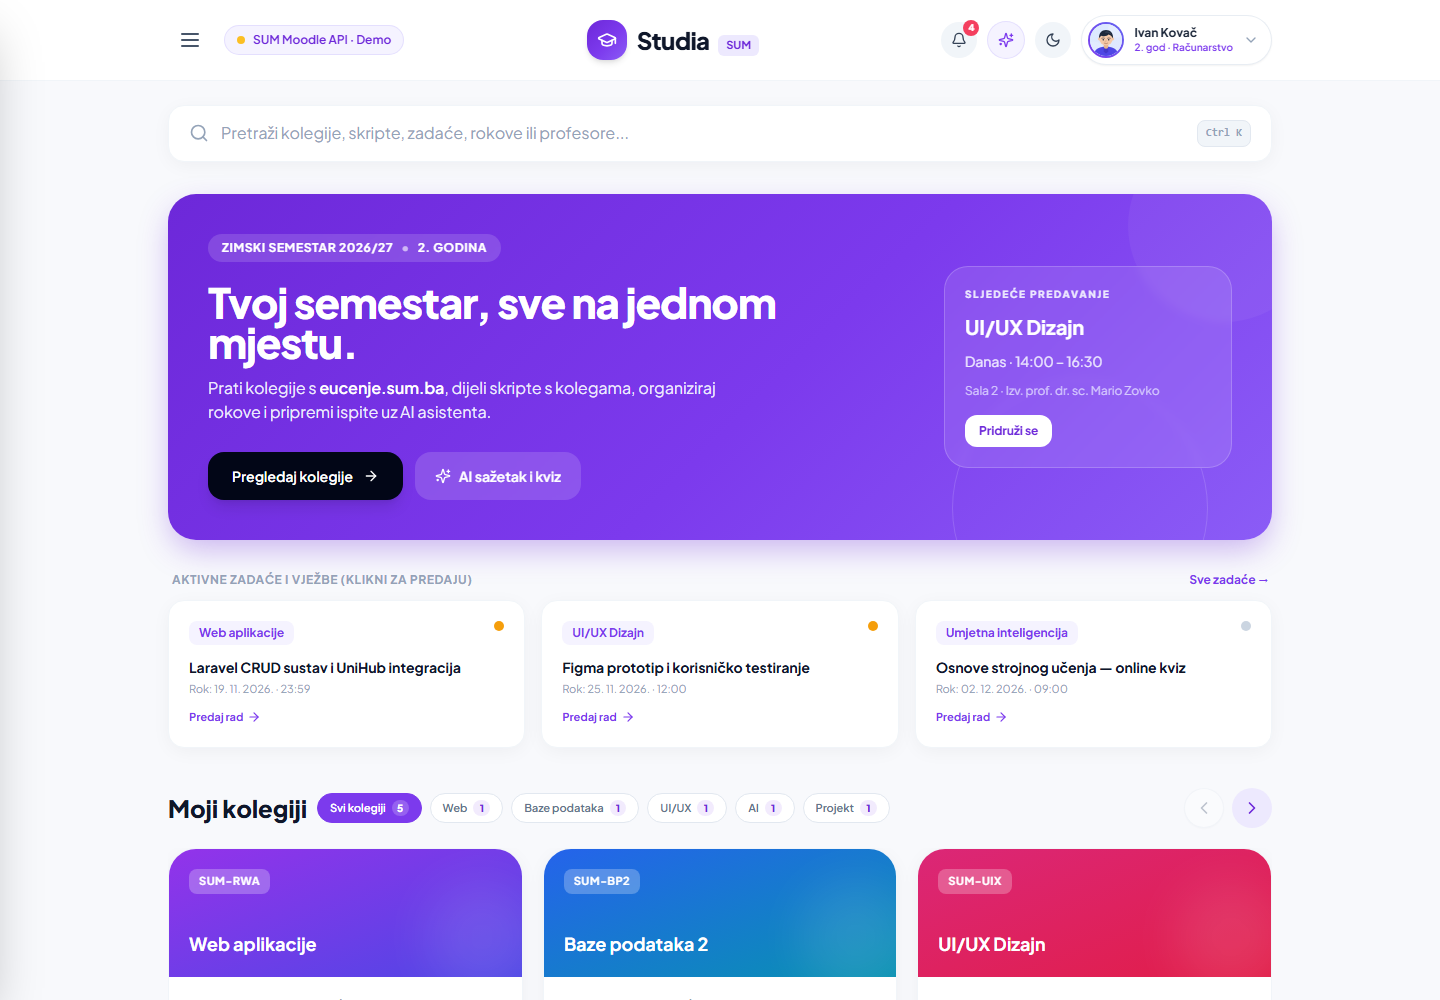 SUM Moodle API · Demo
Studia
SUM
4
Ivan Kovač
2. god · Računarstvo
Pretraži kolegije, skripte, zadaće, rokove ili profesore...
Ctrl K
ZIMSKI SEMESTAR 2026/27 • 2. GODINA
Tvoj semestar, sve na jednom
mjestu.
Prati kolegije s eucenje.sum.ba, dijeli skripte s kolegama, organiziraj
rokove i pripremi ispite uz AI asistenta.
Pregledaj kolegije →
AI sažetak i kviz
SLJEDEĆE PREDAVANJE
UI/UX Dizajn
Danas · 14:00 – 16:30
Sala 2 · Izv. prof. dr. sc. Mario Zovko
Pridruži se
AKTIVNE ZADAĆE I VJEŽBE (KLIKNI ZA PREDAJU)
Sve zadaće →
Web aplikacije
Laravel CRUD sustav i UniHub integracija
Rok: 19. 11. 2026. · 23:59
Predaj rad →
UI/UX Dizajn
Figma prototip i korisničko testiranje
Rok: 25. 11. 2026. · 12:00
Predaj rad →
Umjetna inteligencija
Osnove strojnog učenja — online kviz
Rok: 02. 12. 2026. · 09:00
Predaj rad →
Moji kolegiji
Svi kolegiji 5
Web 1
Baze podataka 1
UI/UX 1
AI 1
Projekt 1
SUM-RWA
Web aplikacije
SUM-BP2
Baze podataka 2
SUM-UIX
UI/UX Dizajn